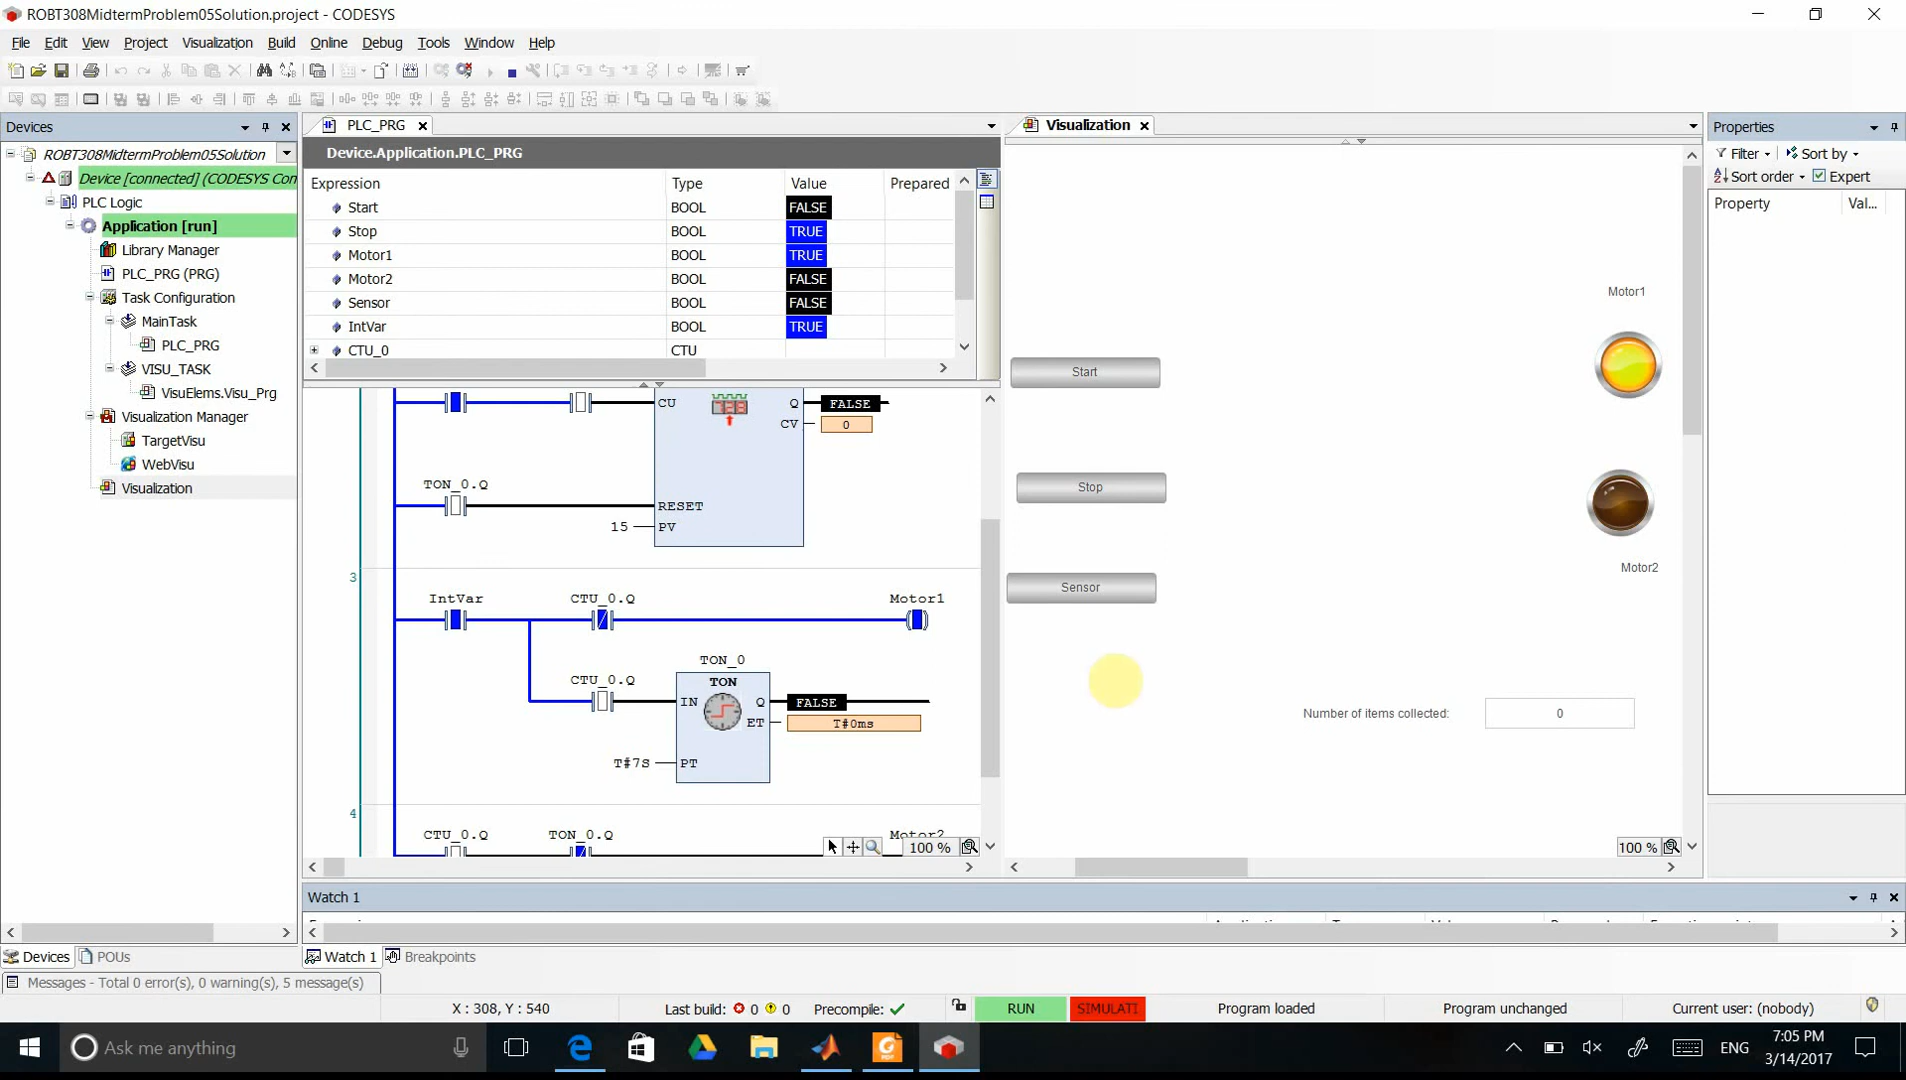 ROBT308MidtermProblem05Solution.project - CODESYS
File Edit View Project Visualization Build Online Debug Tools Window Help
Devices
ROBT308MidtermProblem05Solution
Device [connected] (CODESYS Con
PLC Logic
Application [run]
Library Manager
PLC_PRG (PRG)
Task Configuration
MainTask
PLC_PRG
VISU_TASK
VisuElems.Visu_Prg
Visualization Manager
TargetVisu
WebVisu
Visualization
Devices POUs
PLC_PRG
Device.Application.PLC_PRG
Expression Type Value Prepared
Start BOOL FALSE
Stop BOOL TRUE
Motor1 BOOL TRUE
Motor2 BOOL FALSE
Sensor BOOL FALSE
IntVar BOOL TRUE
CTU_0 CTU
CU Q FALSE
CV 0
TON_0.Q
RESET
15 PV
3
IntVar CTU_0.Q Motor1
TON_0
CTU_0.Q TON
IN Q FALSE
ET T#0ms
T#7S PT
4
CTU_0.Q TON_0.Q Motor2
100 %
Visualization
Motor1
Start
Stop
Motor2
Sensor
Number of items collected: 0
100 %
Properties
Filter Sort by
Sort order Expert
Property Val...
Watch 1
Watch 1 Breakpoints
Messages - Total 0 error(s), 0 warning(s), 5 message(s)
X : 308, Y : 540 Last build: 0 0 Precompile: RUN SIMULATI Program loaded Program unchanged Current user: (nobody)
Ask me anything
ENG
7:05 PM
3/14/2017